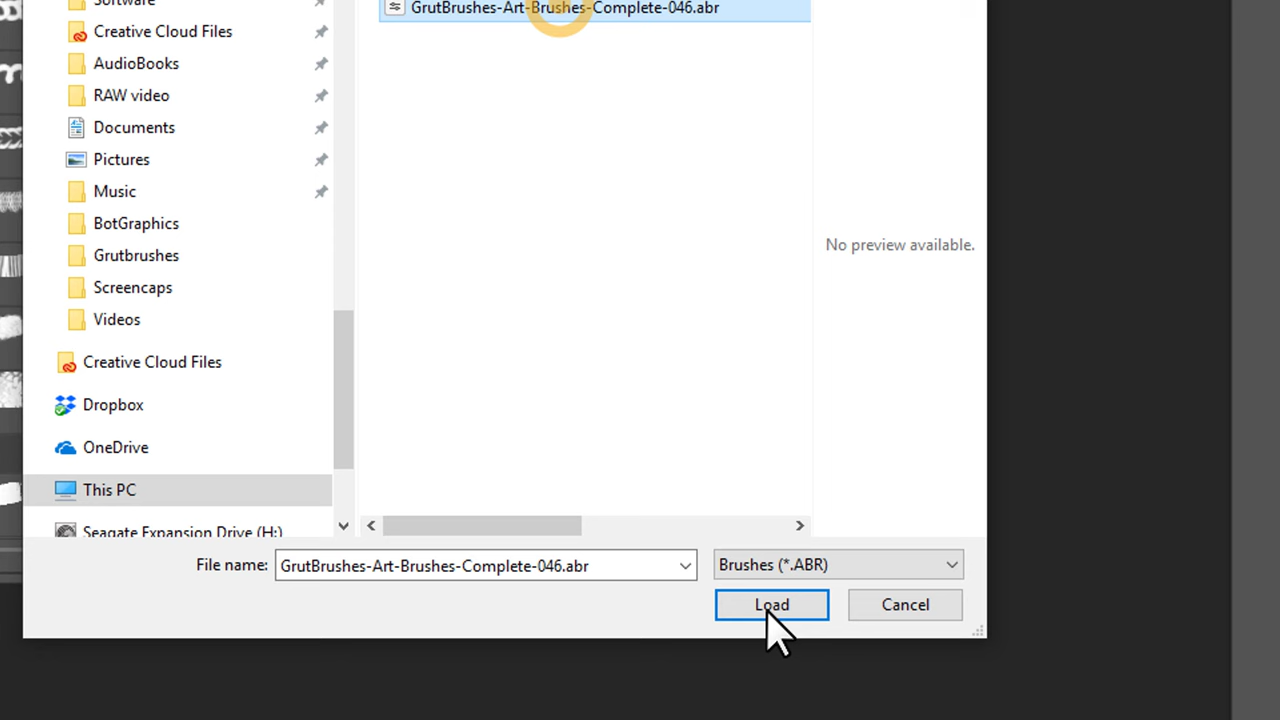 Software
GrutBrushes-Art-Brushes-Complete-046.abr
Creative Cloud Files
AudioBooks
RAW video
Documents
Pictures
Music
BotGraphics
Grutbrushes
Screencaps
Videos
Creative Cloud Files
Dropbox
OneDrive
This PC
Seagate Expansion Drive (H:)
No preview available.
File name: GrutBrushes-Art-Brushes-Complete-046.abr Brushes (*.ABR)
Load Cancel